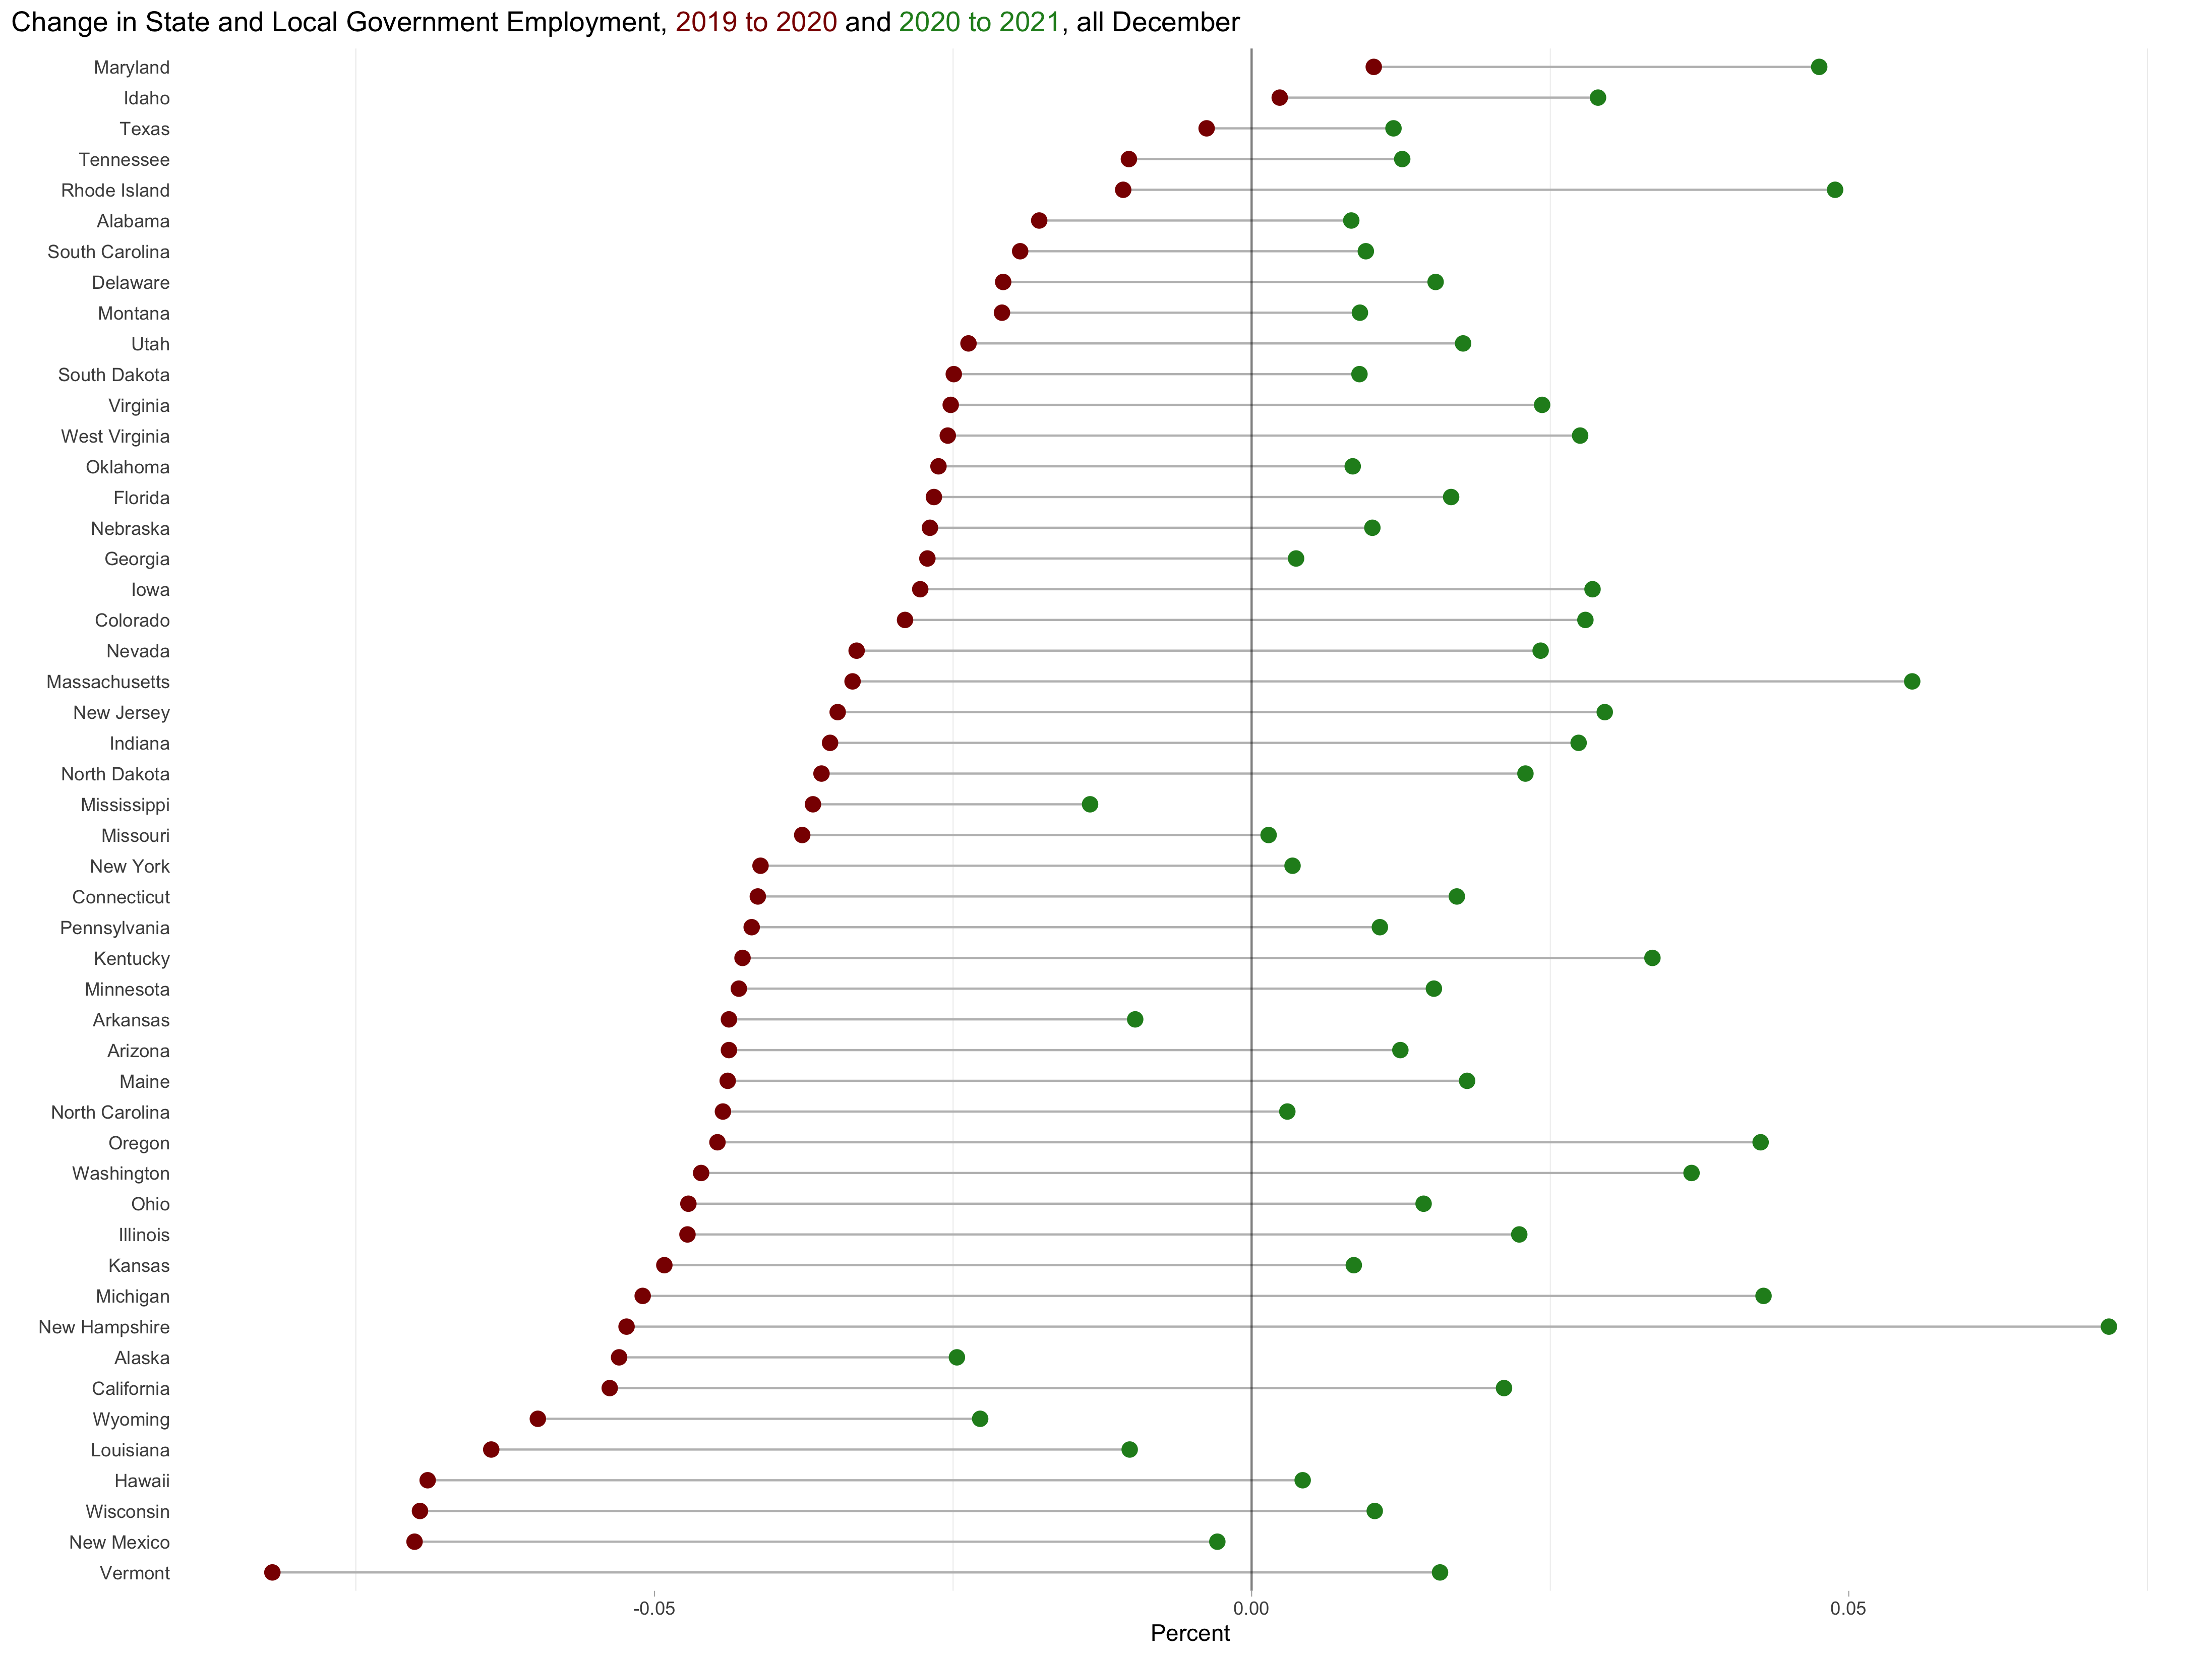 Change in State and Local Government Employment, 2019 to 2020 and 2020 to 2021, all December
Maryland
Idaho
Texas
Tennessee
Rhode Island
Alabama
South Carolina
Delaware
Montana
Utah
South Dakota
Virginia
West Virginia
Oklahoma
Florida
Nebraska
Georgia
Iowa
Colorado
Nevada
Massachusetts
New Jersey
Indiana
North Dakota
Mississippi
Missouri
New York
Connecticut
Pennsylvania
Kentucky
Minnesota
Arkansas
Arizona
Maine
North Carolina
Oregon
Washington
Ohio
Illinois
Kansas
Michigan
New Hampshire
Alaska
California
Wyoming
Louisiana
Hawaii
Wisconsin
New Mexico
Vermont
-0.05 0.00 0.05
Percent